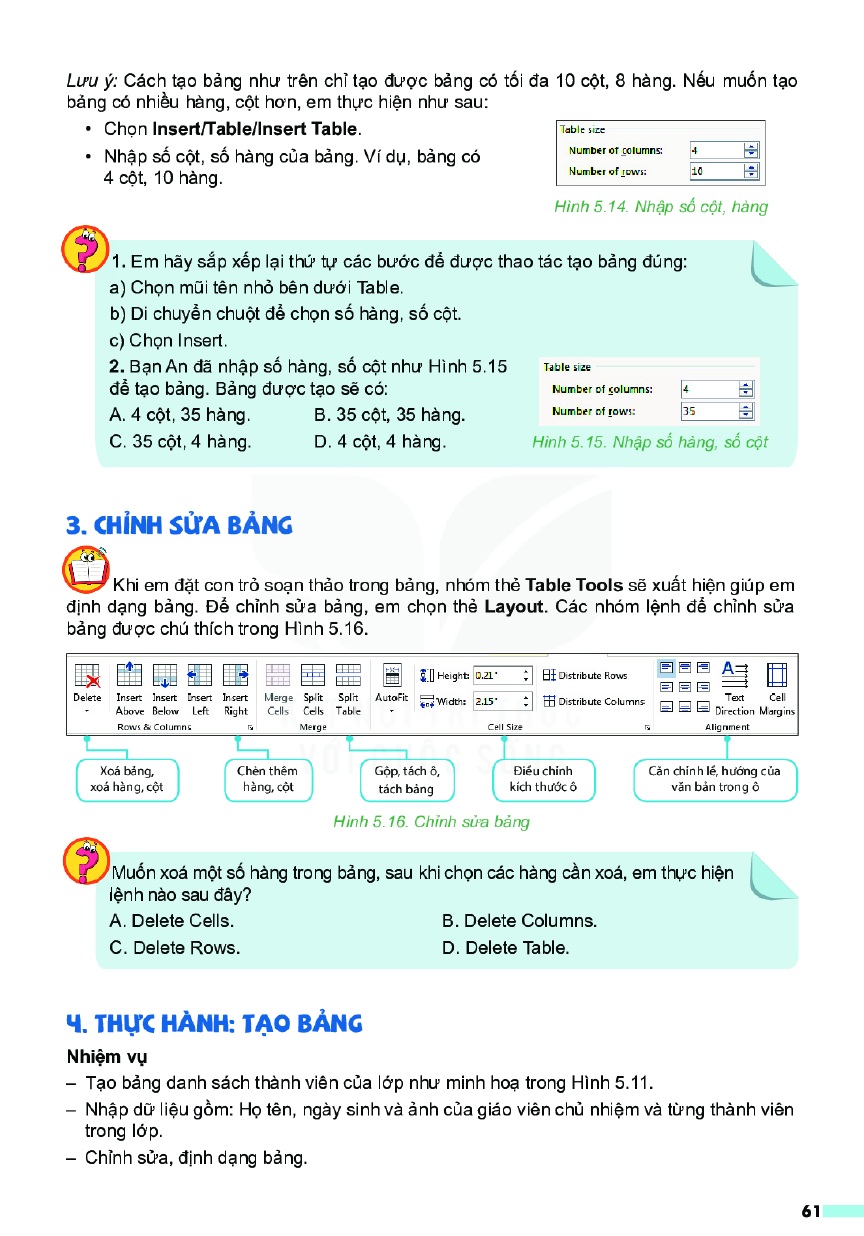 Lưu ý: Cách tạo bảng như trên chỉ tạo được bảng có tối đa 10 cột, 8 hàng. Nếu muốn tạo
bảng có nhiều hàng, cột hơn, em thực hiện như sau:
• Chọn Insert/Table/Insert Table.
• Nhập số cột, số hàng của bảng. Ví dụ, bảng có
4 cột, 10 hàng.
Table size
Number of columns: 4
Number of rows: 10
Hình 5.14. Nhập số cột, hàng
1. Em hãy sắp xếp lại thứ tự các bước để được thao tác tạo bảng đúng:
a) Chọn mũi tên nhỏ bên dưới Table.
b) Di chuyển chuột để chọn số hàng, số cột.
c) Chọn Insert.
2. Bạn An đã nhập số hàng, số cột như Hình 5.15
để tạo bảng. Bảng được tạo sẽ có:
A. 4 cột, 35 hàng. B. 35 cột, 35 hàng.
C. 35 cột, 4 hàng. D. 4 cột, 4 hàng.
Table size
Number of columns: 4
Number of rows: 35
Hình 5.15. Nhập số hàng, số cột
3. CHỈNH SỬA BẢNG
Khi em đặt con trỏ soạn thảo trong bảng, nhóm thẻ Table Tools sẽ xuất hiện giúp em
định dạng bảng. Để chỉnh sửa bảng, em chọn thẻ Layout. Các nhóm lệnh để chỉnh sửa
bảng được chú thích trong Hình 5.16.
Height: 0.21" Distribute Rows
Delete Insert Insert Insert Insert Merge Split Split AutoFit Width: 2.15" Distribute Columns Text Cell
Above Below Left Right Cells Cells Table Direction Margins
Rows & Columns Merge Cell Size Alignment
Xoá bảng, Chèn thêm Gộp, tách ô, Điều chỉnh Căn chỉnh lề, hướng của
xoá hàng, cột hàng, cột tách bảng kích thước ô văn bản trong ô
Hình 5.16. Chỉnh sửa bảng
Muốn xoá một số hàng trong bảng, sau khi chọn các hàng cần xoá, em thực hiện
lệnh nào sau đây?
A. Delete Cells. B. Delete Columns.
C. Delete Rows. D. Delete Table.
4. THỰC HÀNH: TẠO BẢNG
Nhiệm vụ
– Tạo bảng danh sách thành viên của lớp như minh hoạ trong Hình 5.11.
– Nhập dữ liệu gồm: Họ tên, ngày sinh và ảnh của giáo viên chủ nhiệm và từng thành viên
trong lớp.
– Chỉnh sửa, định dạng bảng.
61